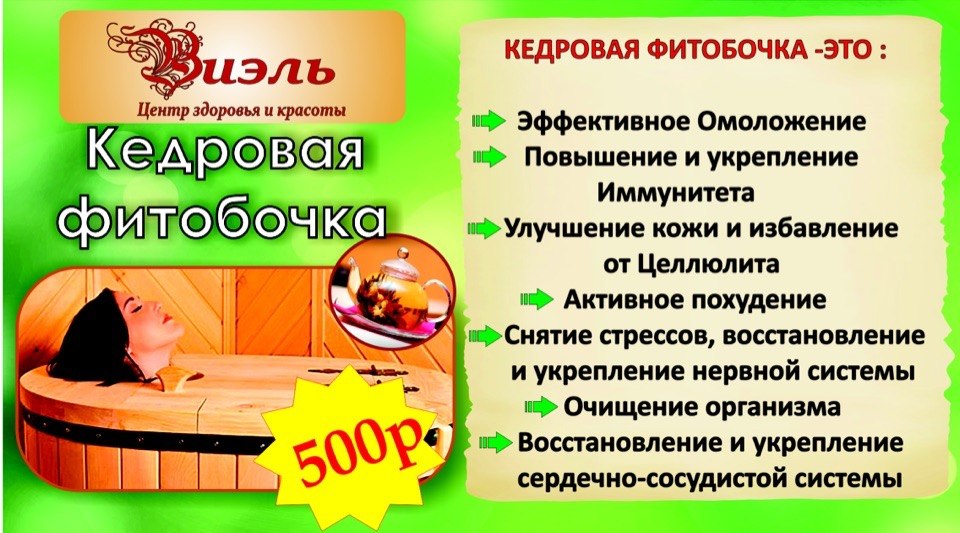 Виэль
Центр здоровья и красоты
Кедровая
фитобочка
500р
КЕДРОВАЯ ФИТОБОЧКА -ЭТО :
Эффективное Омоложение
Повышение и укрепление
Иммунитета
Улучшение кожи и избавление
от Целлюлита
Активное похудение
Снятие стрессов, восстановление
и укрепление нервной системы
Очищение организма
Восстановление и укрепление
сердечно-сосудистой системы